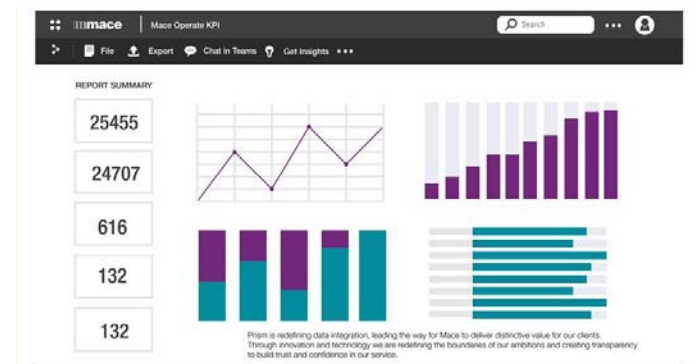 mace
Mace Operate KPI
Search
File
Export
Chat in Teams
Get Insights
REPORT SUMMARY
25455
24707
616
132
132
Prism is redefining data integration, leading the way for Mace to deliver distinctive value for our clients.
Through innovation and technology we are redefining the boundaries of our ambitions and creating transparency
to build trust and confidence in our service.